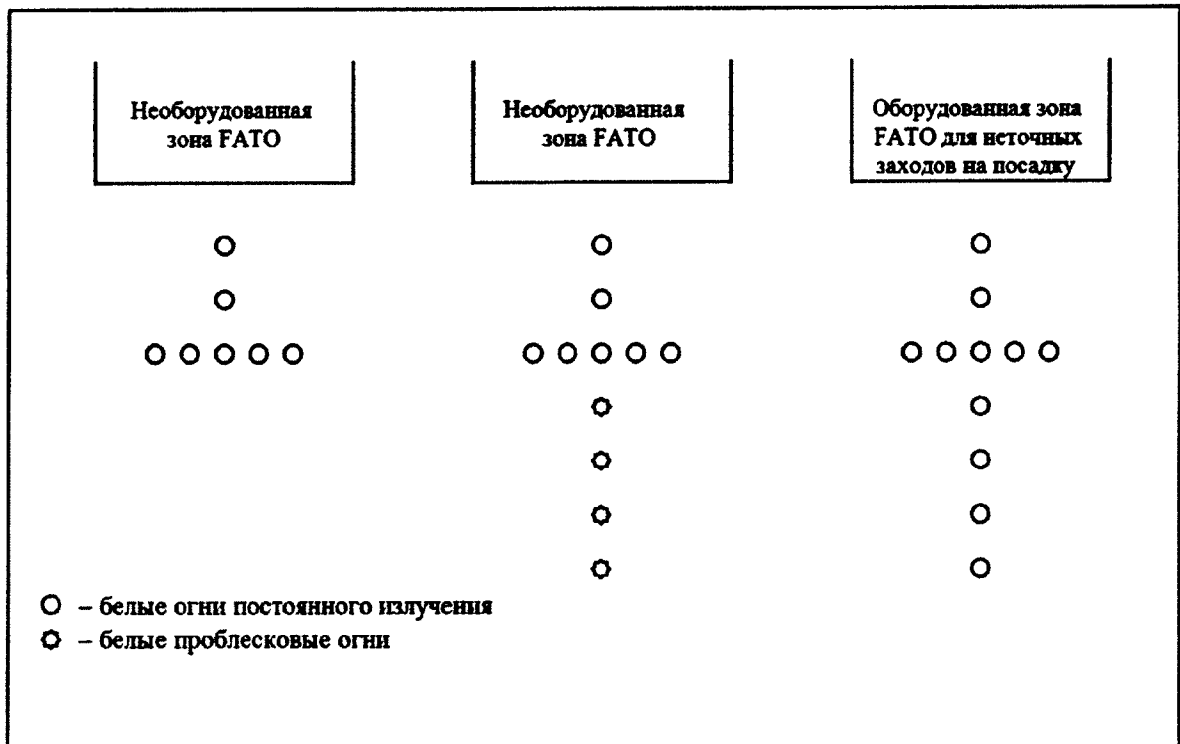 Необорудованная
зона FATO
Необорудованная
зона FATO
Оборудованная зона
FATO для неточных
заходов на посадку
– белые огни постоянного излучения
– белые проблесковые огни